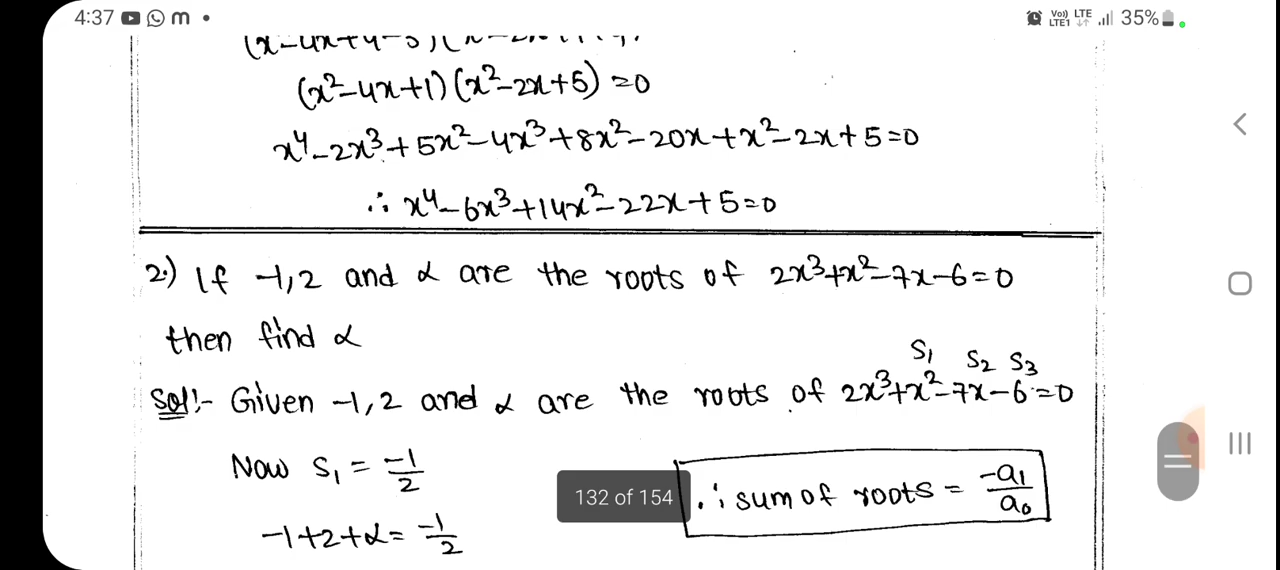 4:37 m • Vo) LTE LTE1 35%
(x²-4x+1) (x²-2x+5) =0
x⁴-2x³+5x²-4x³+8x²-20x+x²-2x+5=0
∴ x⁴-6x³+14x²-22x+5=0
2.) If -1,2 and α are the roots of 2x³+x²-7x-6=0
then find α
S₁ S₂ S₃
Sol:- Given -1,2 and α are the roots of 2x³+x²-7x-6=0
Now S₁ = -1/2
132 of 154
∴ sum of roots = -a₁/a₀
-1+2+α = -1/2